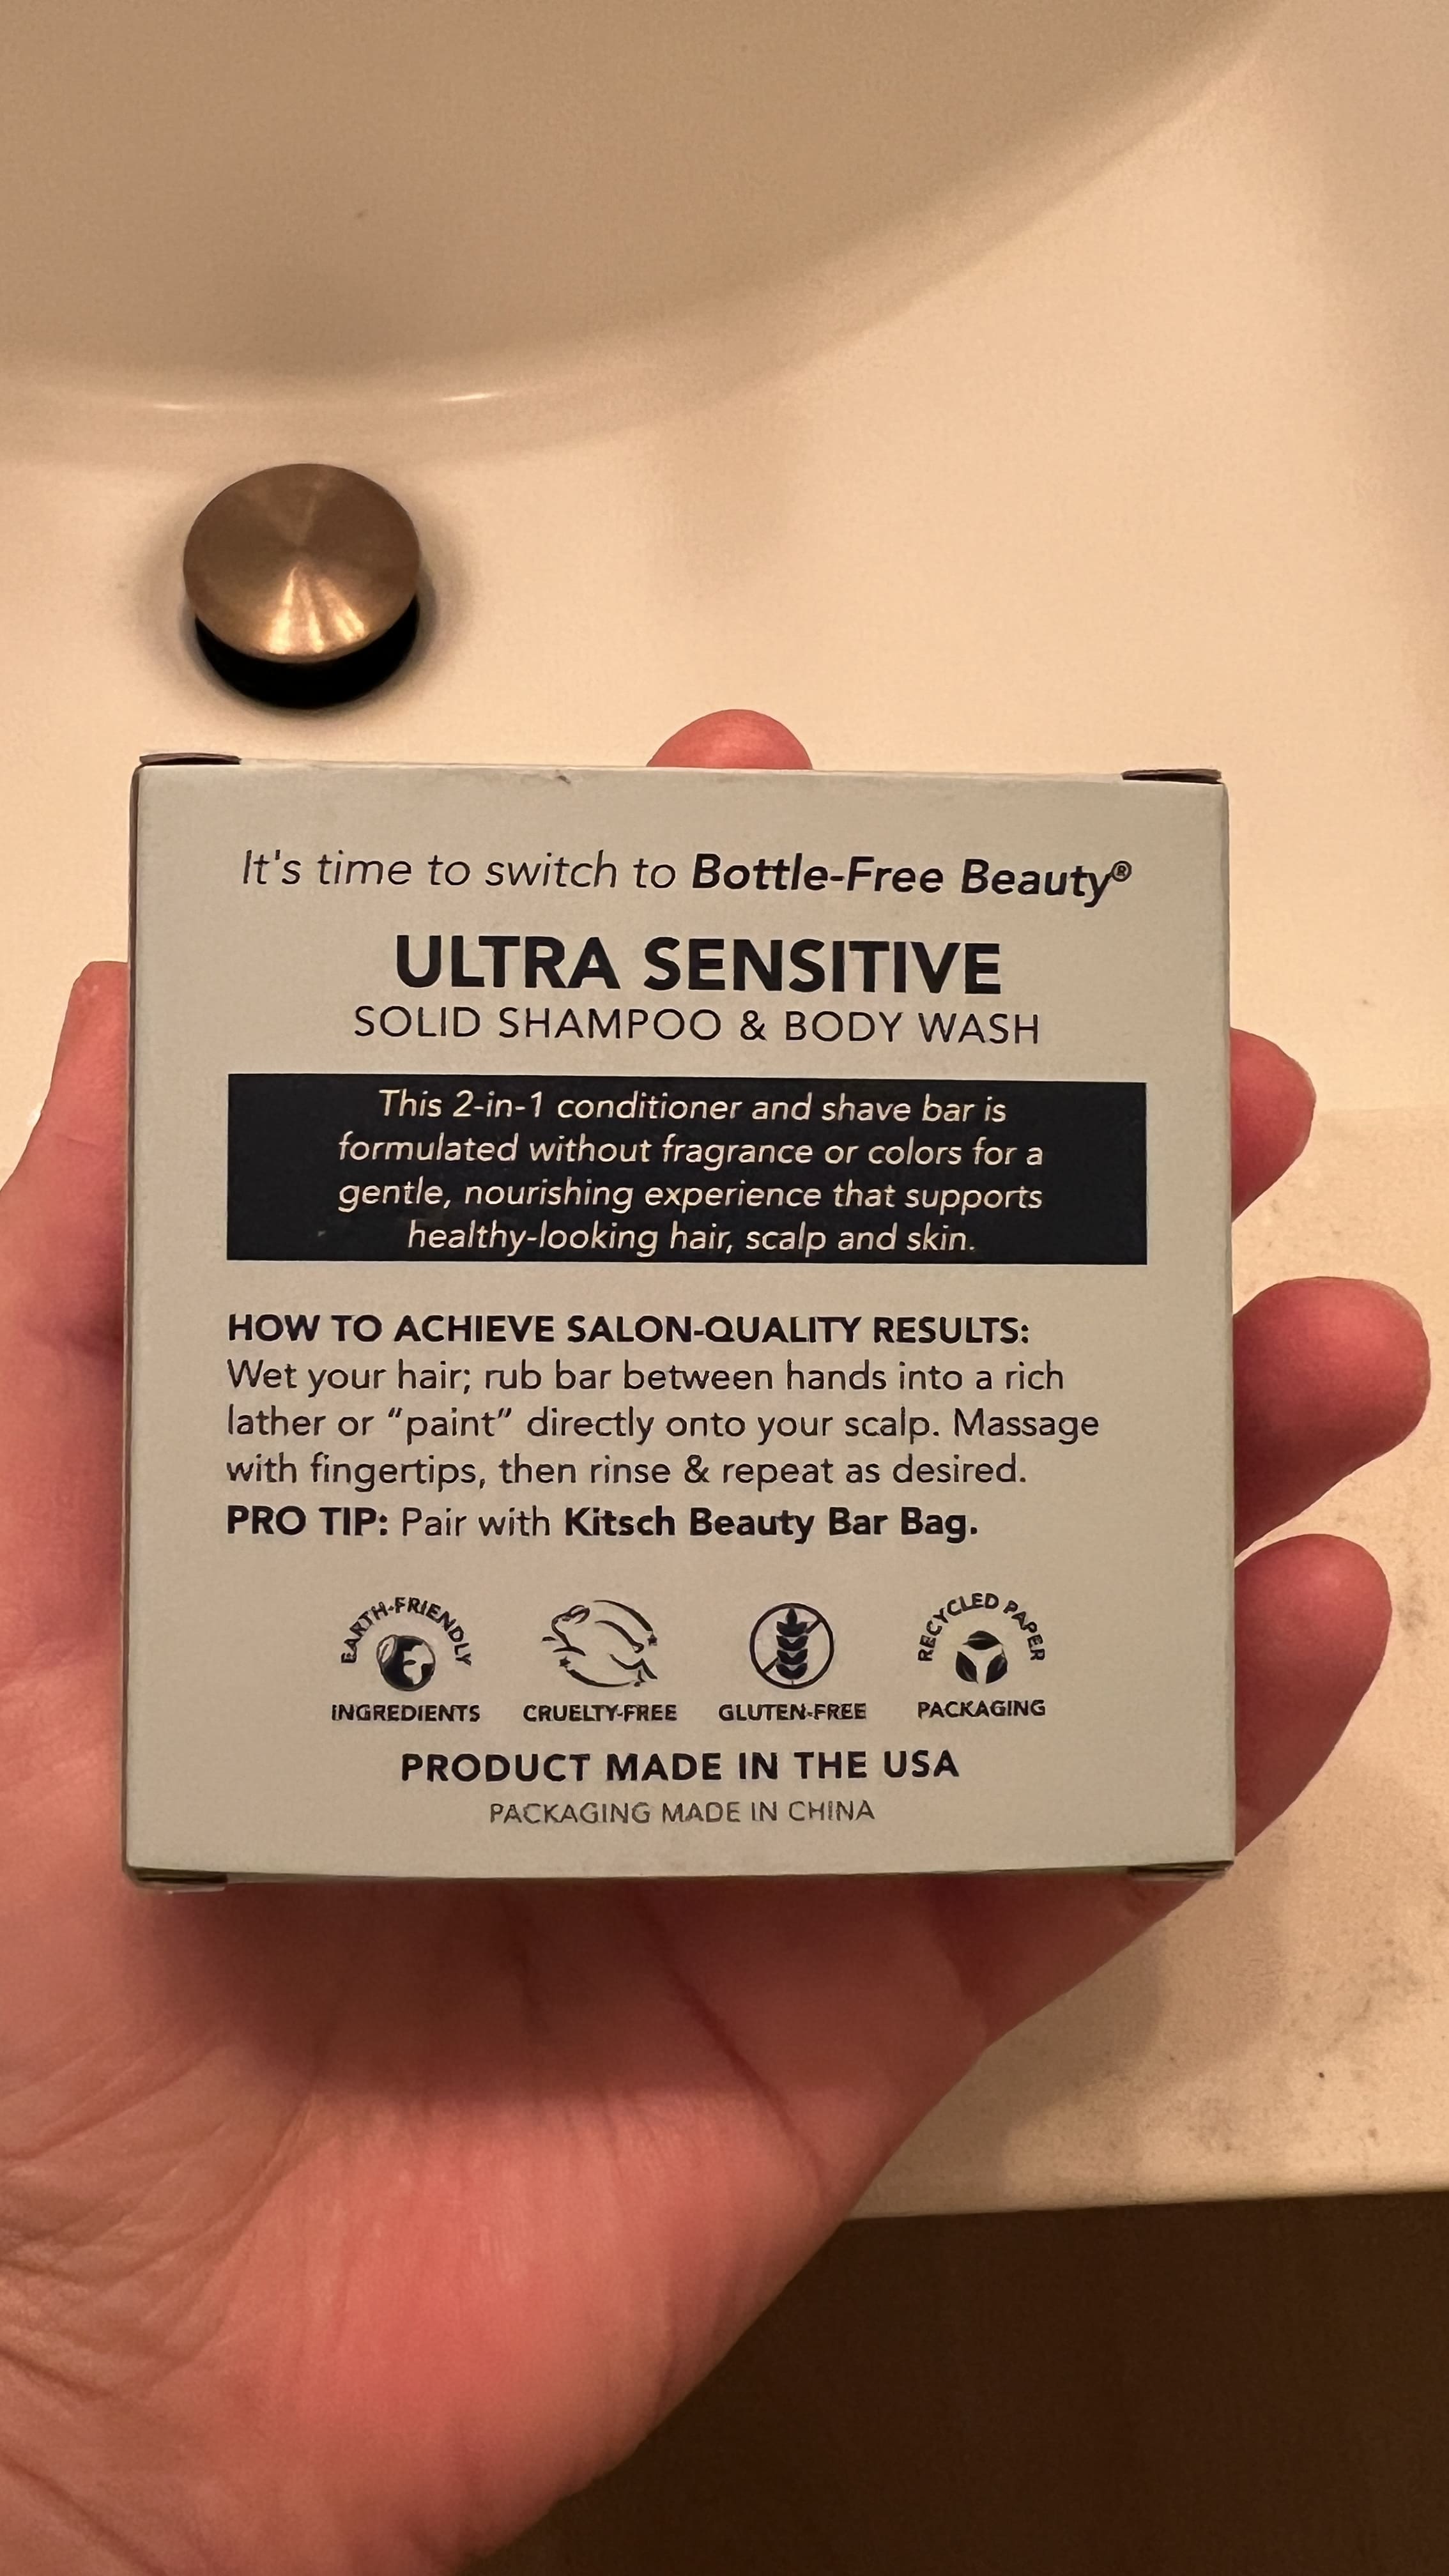 It's time to switch to Bottle-Free Beauty®
ULTRA SENSITIVE
SOLID SHAMPOO & BODY WASH
This 2-in-1 conditioner and shave bar is
formulated without fragrance or colors for a
gentle, nourishing experience that supports
healthy-looking hair, scalp and skin.
HOW TO ACHIEVE SALON-QUALITY RESULTS:
Wet your hair; rub bar between hands into a rich
lather or “paint” directly onto your scalp. Massage
with fingertips, then rinse & repeat as desired.
PRO TIP: Pair with Kitsch Beauty Bar Bag.
EARTH-FRIENDLY
INGREDIENTS
CRUELTY-FREE
GLUTEN-FREE
RECYCLED PAPER
PACKAGING
PRODUCT MADE IN THE USA
PACKAGING MADE IN CHINA